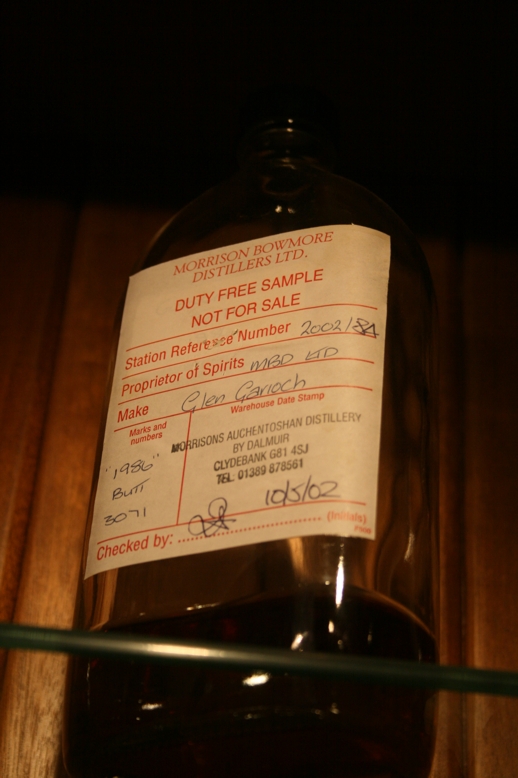 MORRISON BOWMORE
DISTILLERS LTD.
DUTY FREE SAMPLE
NOT FOR SALE
Station Reference Number 2002/84
Proprietor of Spirits MBD LTD
Make Glen Garioch
Marks and
numbers
"1986"
BUTT
3071
Warehouse Date Stamp
MORRISONS AUCHENTOSHAN DISTILLERY
BY DALMUIR
CLYDEBANK G81 4SJ
TEL: 01389 878561
10/5/02
Checked by: (Initials)